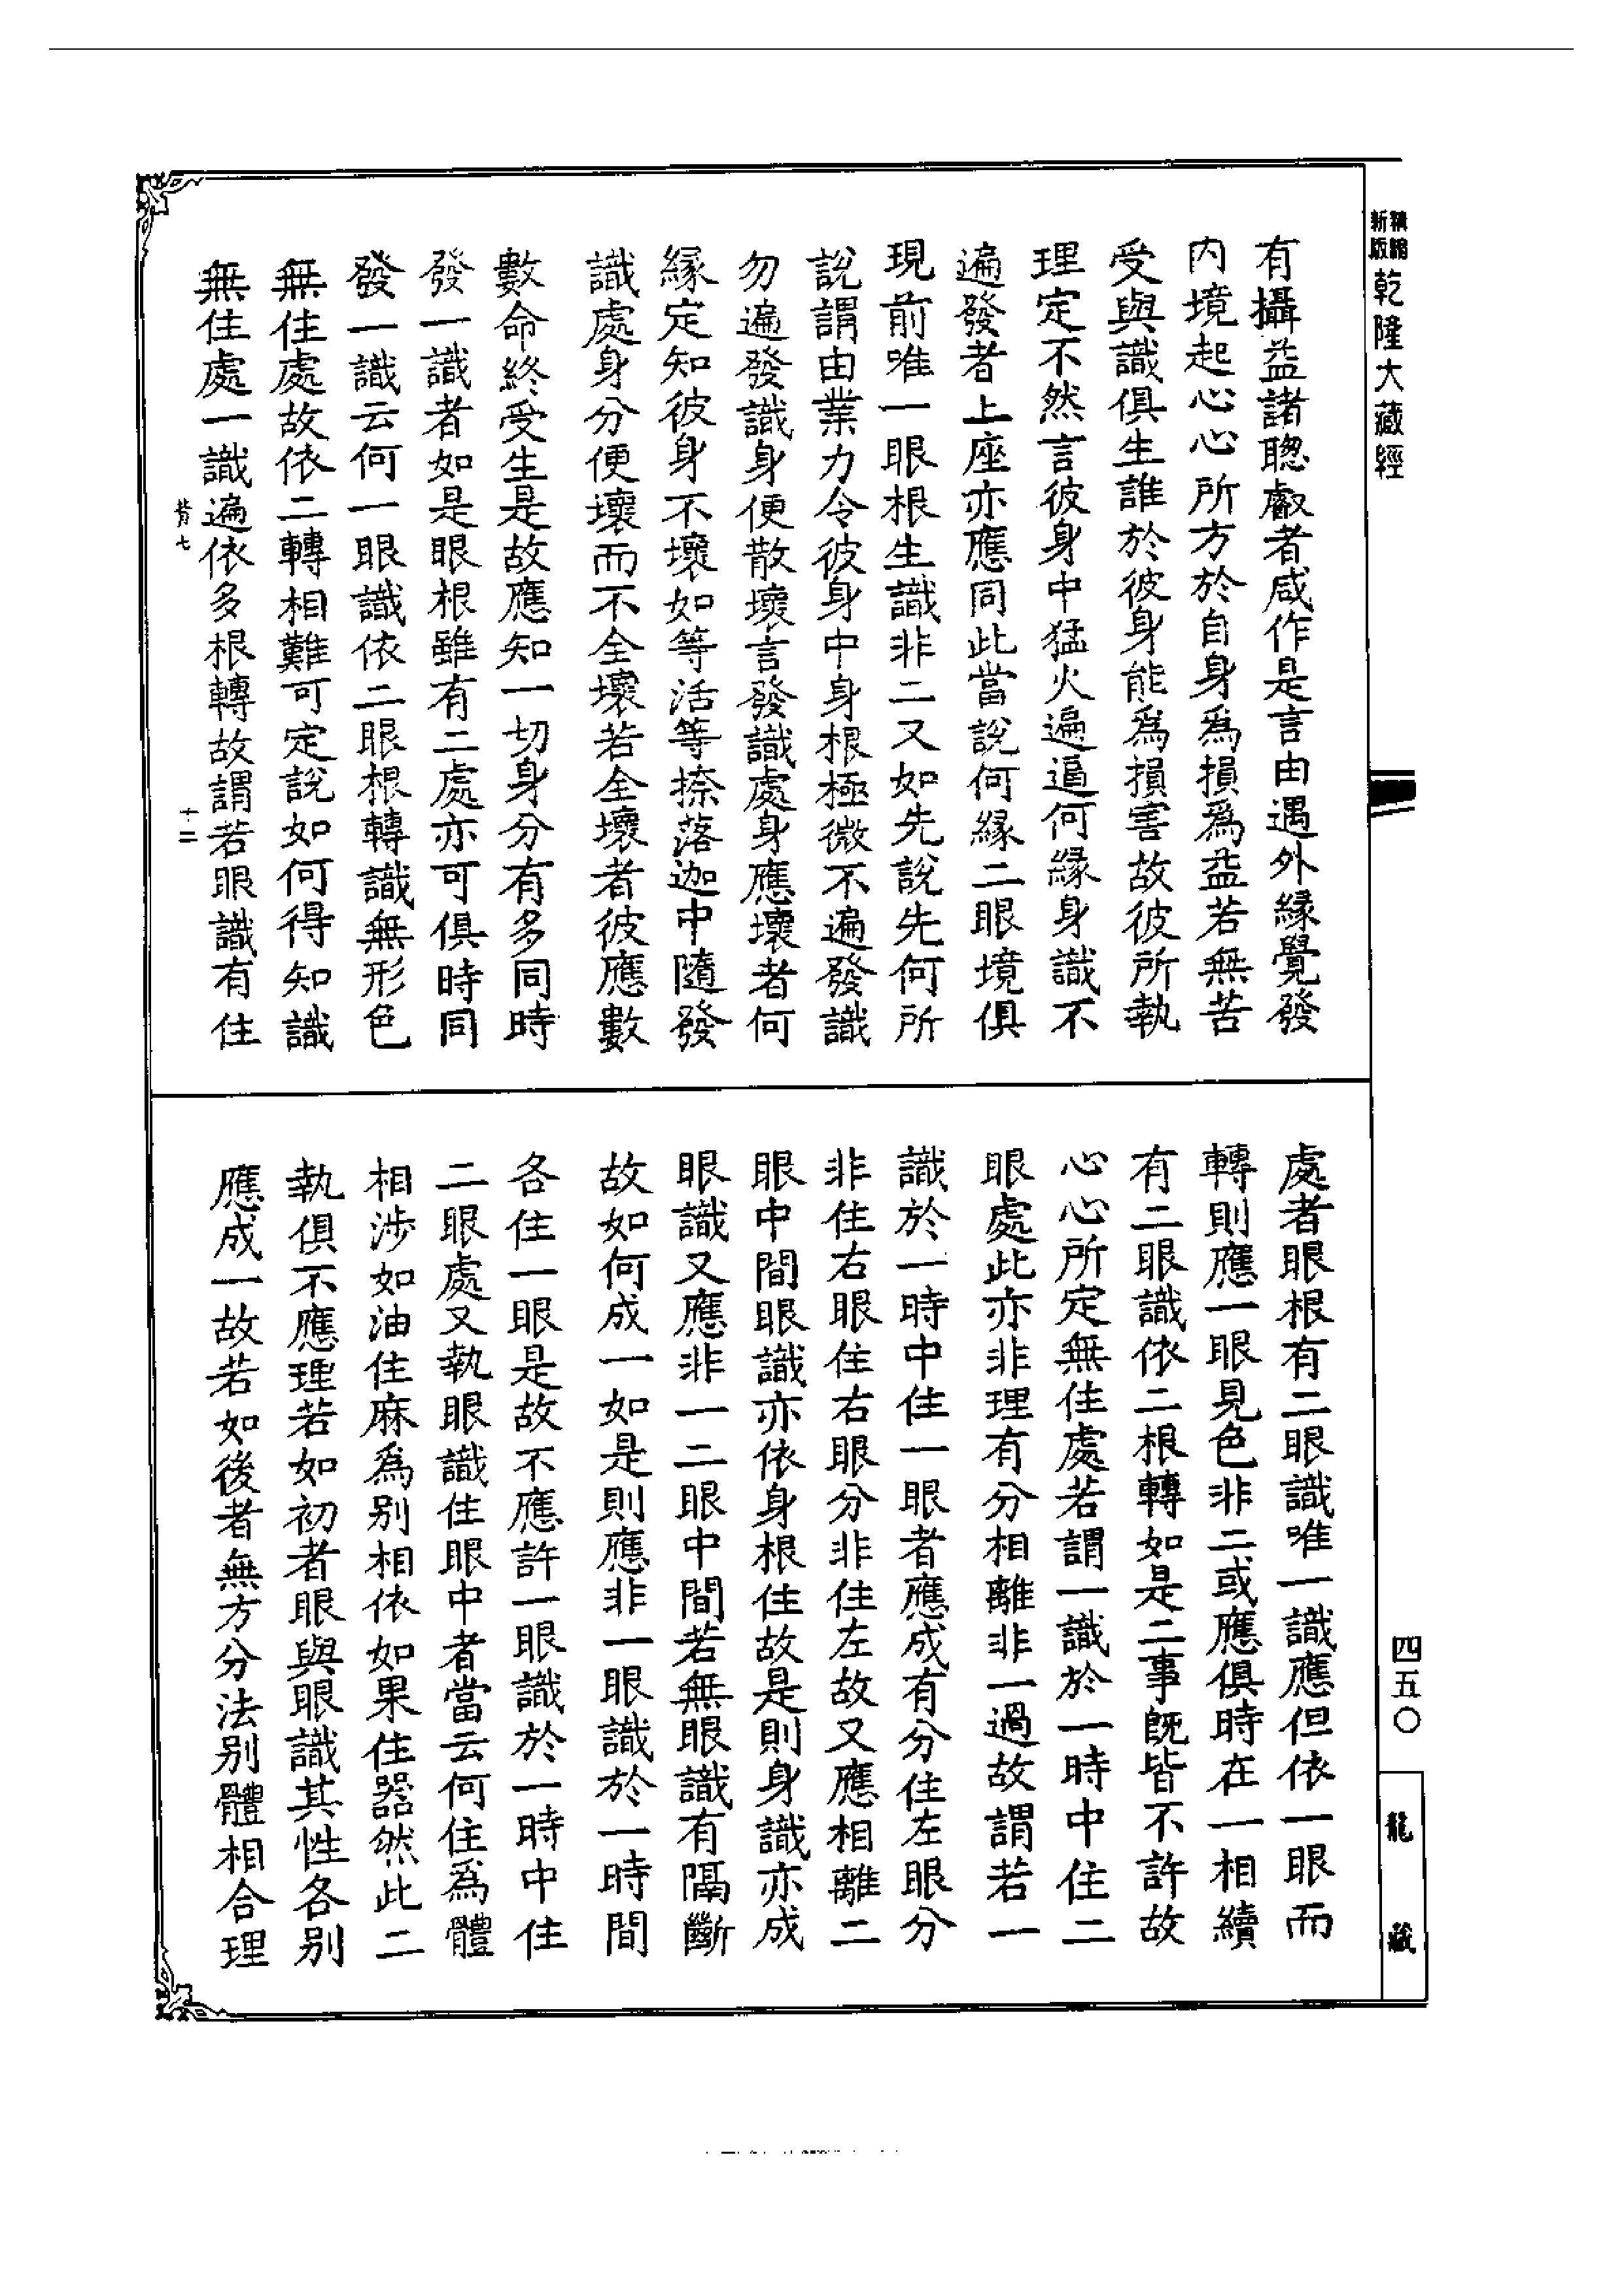 精縮
新版
乾隆大藏經
有攝益諸聰叡者咸作是言由遇外緣覺發
內境起心心所方於自身爲損爲益若無苦
受與識俱生誰於彼身能爲損害故彼所執
理定不然言彼身中猛火遍逼何緣身識不
遍發者上座亦應同此當說何緣二眼境俱
現前唯一眼根生識非二又如先說先何所
說謂由業力令彼身中身根極微不遍發識
勿遍發識身便散壞言發識處身應壞者何
緣定知彼身不壞如等活等捺落迦中隨發
識處身分便壞而不全壞若全壞者彼應數
數命終受生是故應知一切身分有多同時
發一識者如是眼根雖有二處亦可俱時同
發一識云何一眼識依二眼根轉識無形色
無住處故依二轉相難可定說如何得知識
無住處一識遍依多根轉故謂若眼識有住
十二
處者眼根有二眼識唯一識應但依一眼而
轉則應一眼見色非二或應俱時在一相續
有二眼識依二根轉如是二事既皆不許故
心心所定無住處若謂一識於一時中住二
眼處此亦非理有分相離非一過故謂若一
識於一時中住一眼者應成有分住左眼分
非住右眼住右眼分非住左故又應相離二
眼中間眼識亦依身根住故是則身識亦成
眼識又應非一二眼中間若無眼識有隔斷
故如何成一如是則應非一眼識於一時間
各住一眼是故不應許一眼識於一時中住
二眼處又執眼識住眼中者當云何住爲體
相涉如油住麻爲別相依如果住器然此二
執俱不應理若如初者眼與眼識其性各別
應成一故若如後者無方分法別體相合理
四五〇
龍藏